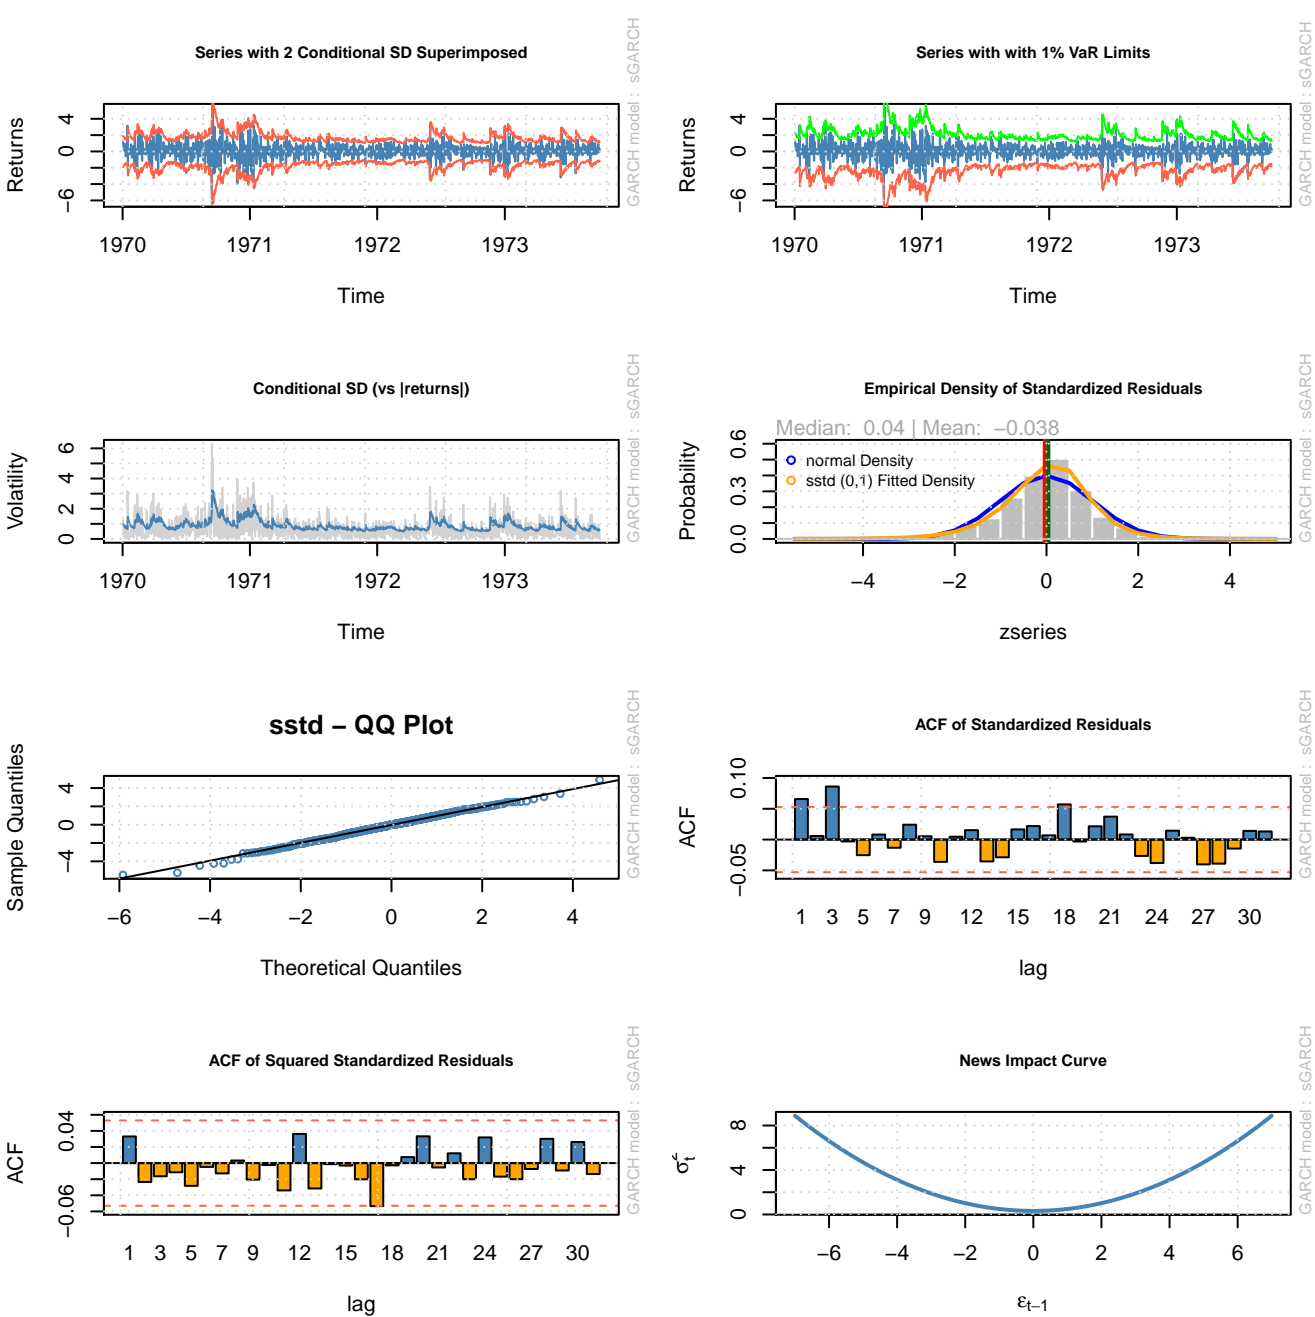 Series with 2 Conditional SD Superimposed
Returns
4
0
−6
1970 1971 1972 1973
Time
GARCH model : sGARCH
Series with with 1% VaR Limits
Returns
4
0
−6
1970 1971 1972 1973
Time
GARCH model : sGARCH
Conditional SD (vs |returns|)
Volatility
6
4
2
0
1970 1971 1972 1973
Time
GARCH model : sGARCH
Empirical Density of Standardized Residuals
Median: 0.04 | Mean: −0.038
normal Density
sstd (0,1) Fitted Density
Probability
0.6
0.3
0.0
−4 −2 0 2 4
zseries
GARCH model : sGARCH
sstd − QQ Plot
Sample Quantiles
4
0
−4
−6 −4 −2 0 2 4
Theoretical Quantiles
GARCH model : sGARCH
ACF of Standardized Residuals
ACF
0.10
−0.05
1 3 5 7 9 12 15 18 21 24 27 30
lag
GARCH model : sGARCH
ACF of Squared Standardized Residuals
ACF
0.04
−0.06
1 3 5 7 9 12 15 18 21 24 27 30
lag
GARCH model : sGARCH
News Impact Curve
σt2
8
4
0
−6 −4 −2 0 2 4 6
εt−1
GARCH model : sGARCH